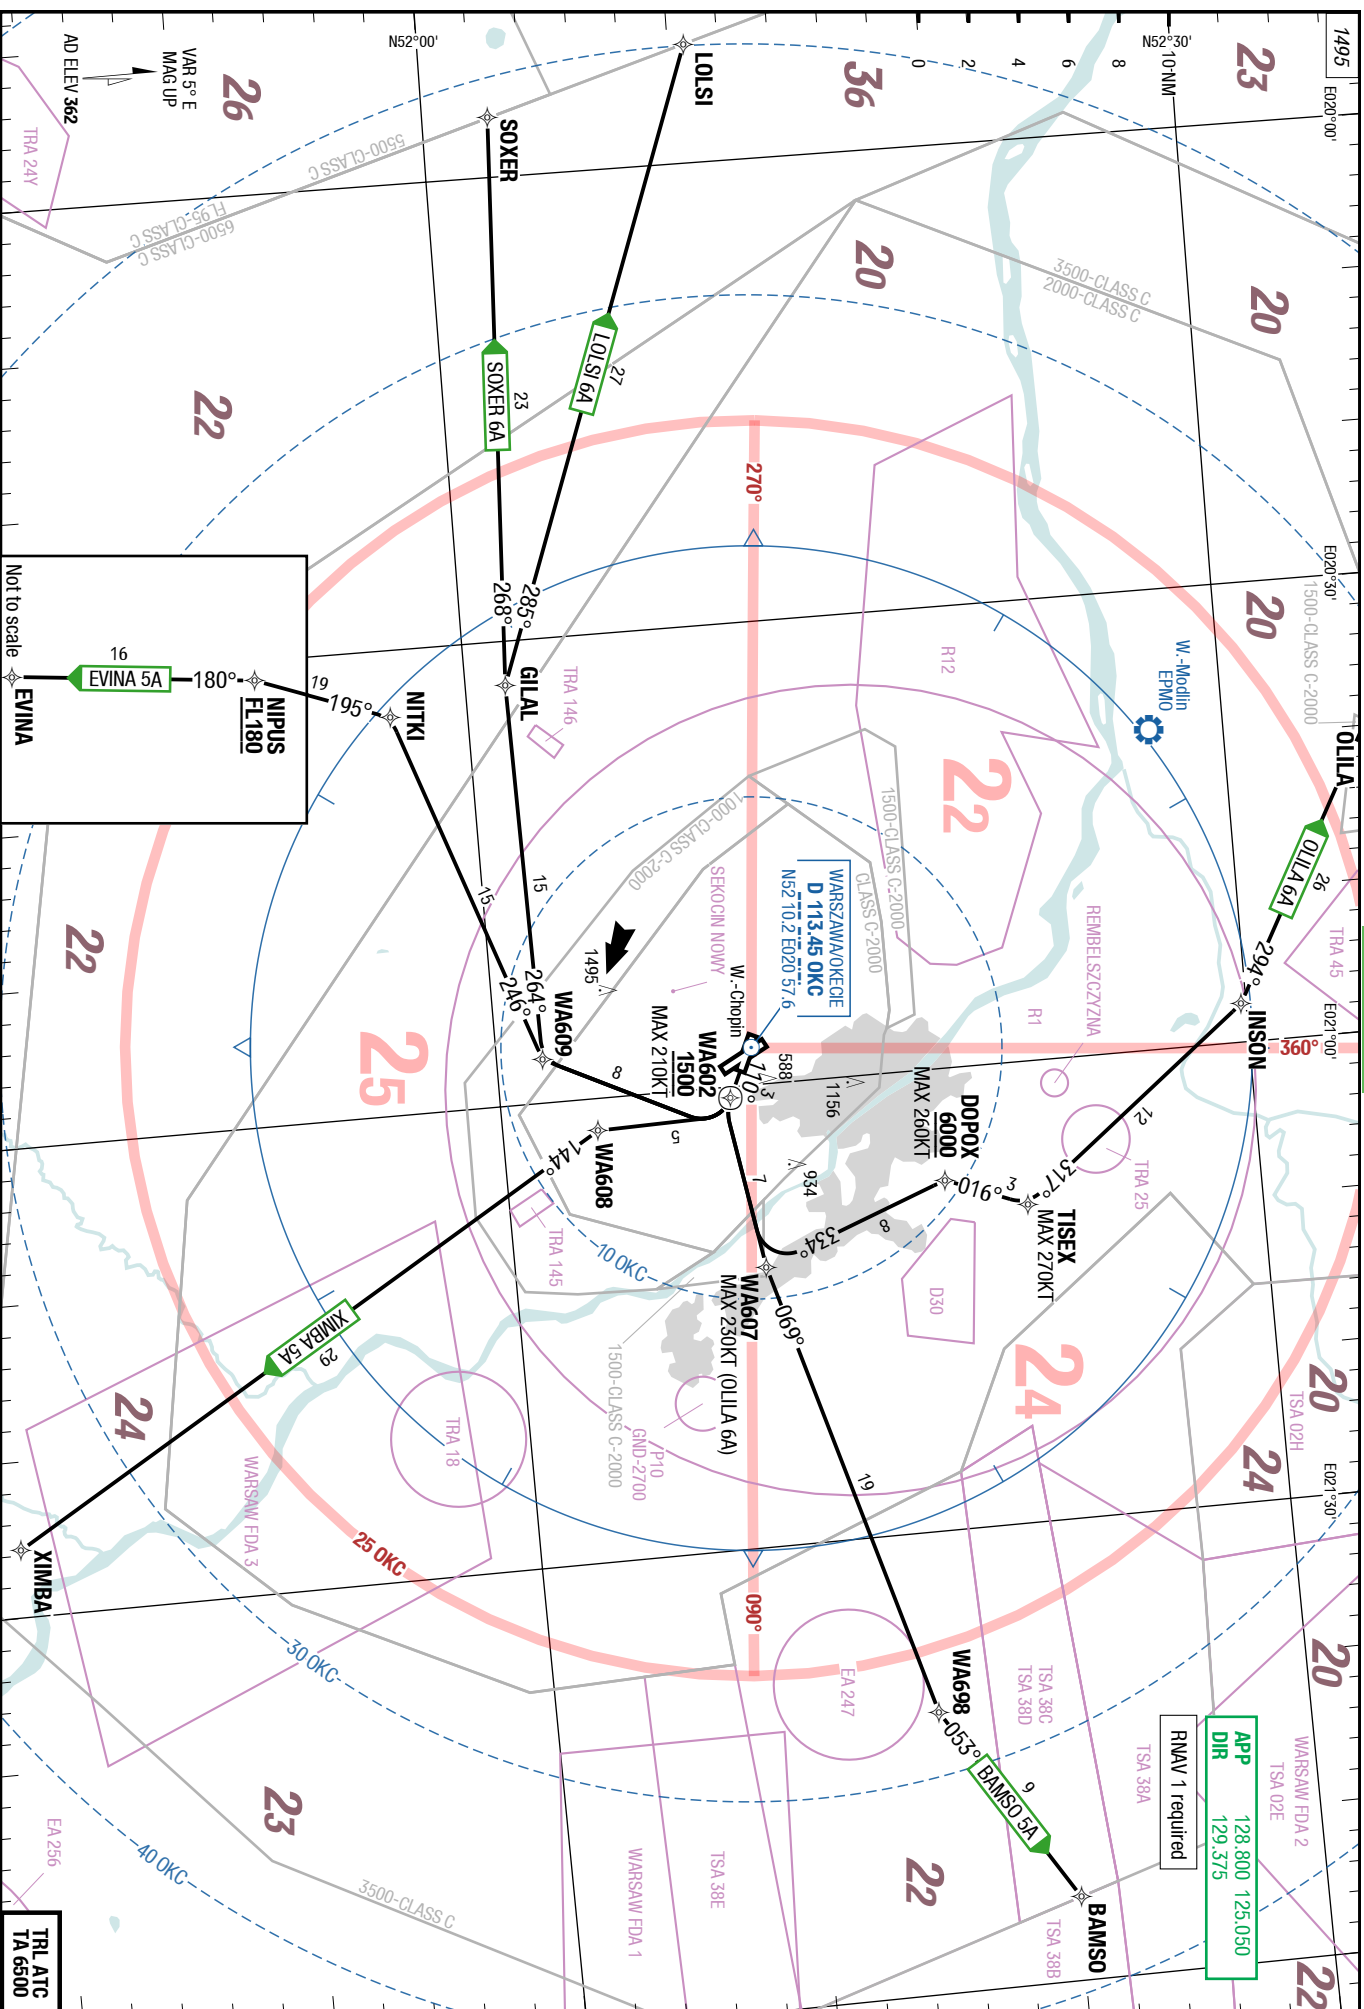 1495
E020°00'
23
N52°30'
10 NM
8
6
4
2
0
36
LOLSI
N52°00'
SOXER
26
VAR 5° E
MAG UP
AD ELEV 362
TRA 24Y
5500-CLASS C
FL95-CLASS C
6500-CLASS C
3500-CLASS C
2000-CLASS C
20
20
22
LOLSI 6A
27
SOXER 6A
23
270°
E020°30'
1500-CLASS C-2000
20
R12
W.-Modlin
EPMO
285°
268°
GILAL
TRA 146
Not to scale
EVINA
16
EVINA 5A
180°
NIPUS
FL180
19
195°
NITKI
OLILA
OLILA 6A
26
294°
TRA 45
INSON
E021°00'
360°
22
1500-CLASS C-2000
CLASS C-2000
1000-CLASS C-2000
WARSZAWA/OKECIE
D 113.45 OKC
N52 10.2 E020 57.6
SEKOCIN NOWY
W.-Chopin
REMBELSZCZYZNA
R1
15
15
264°
246°
WA609
1495
22
25
WA602
1500
MAX 210KT
110°
3
588
1156
934
8
5
WA608
144°
TRA 145
10 OKC
7
DOPOX
6000
MAX 260KT
016°
3
317°
12
TISEX
MAX 270KT
TRA 25
334°
8
D30
WA607
MAX 230KT (OLILA 6A)
069°
1500-CLASS C-2000
P10
GND-2700
24
20
TSA 02H
24
E021°30'
XIMBA 5A
29
24
TRA 18
WARSAW FDA 3
25 OKC
XIMBA
30 OKC
090°
19
EA 247
WA698
053°
BAMSO 5A
9
BAMSO
TSA 38C
TSA 38D
TSA 38A
TSA 38B
TSA 38E
20
WARSAW FDA 2
TSA 02E
APP 128.800 125.050
DIR 129.375
RNAV 1 required
22
22
23
WARSAW FDA 1
3500-CLASS C
40 OKC
EA 256
TRL ATC
TA 6500